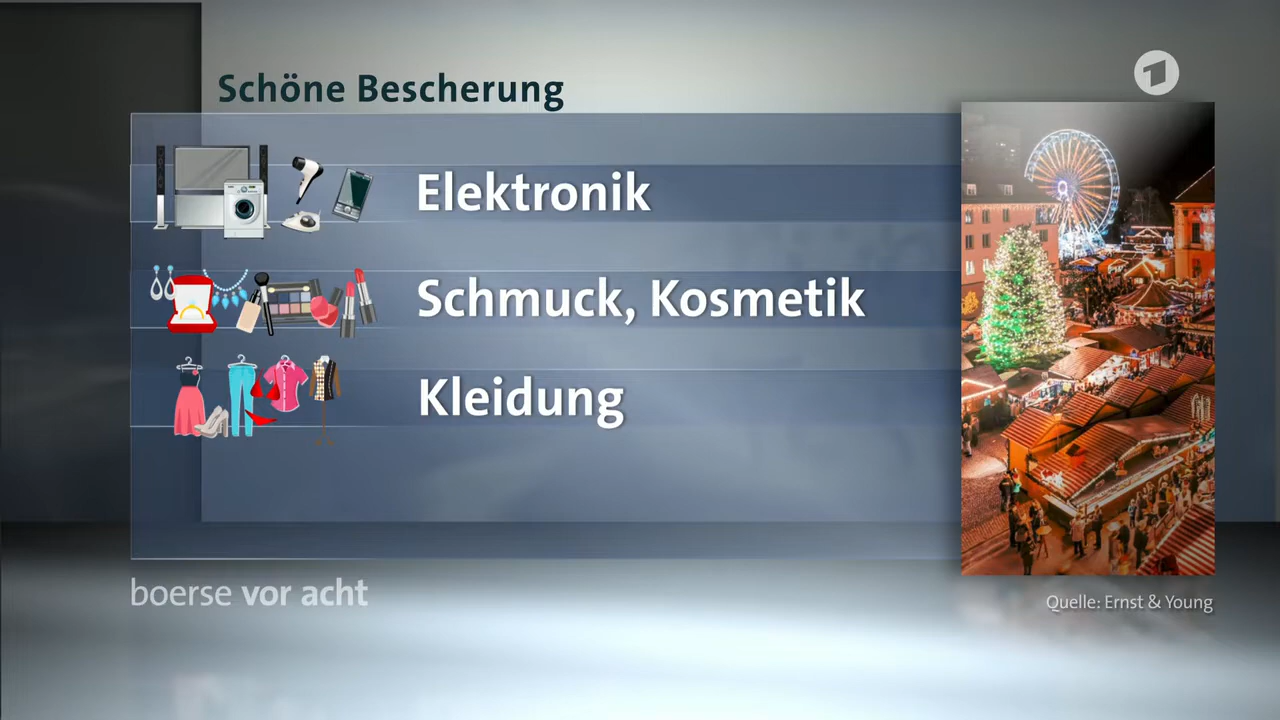 Schöne Bescherung
Elektronik
Schmuck, Kosmetik
Kleidung
boerse vor acht
Quelle: Ernst & Young